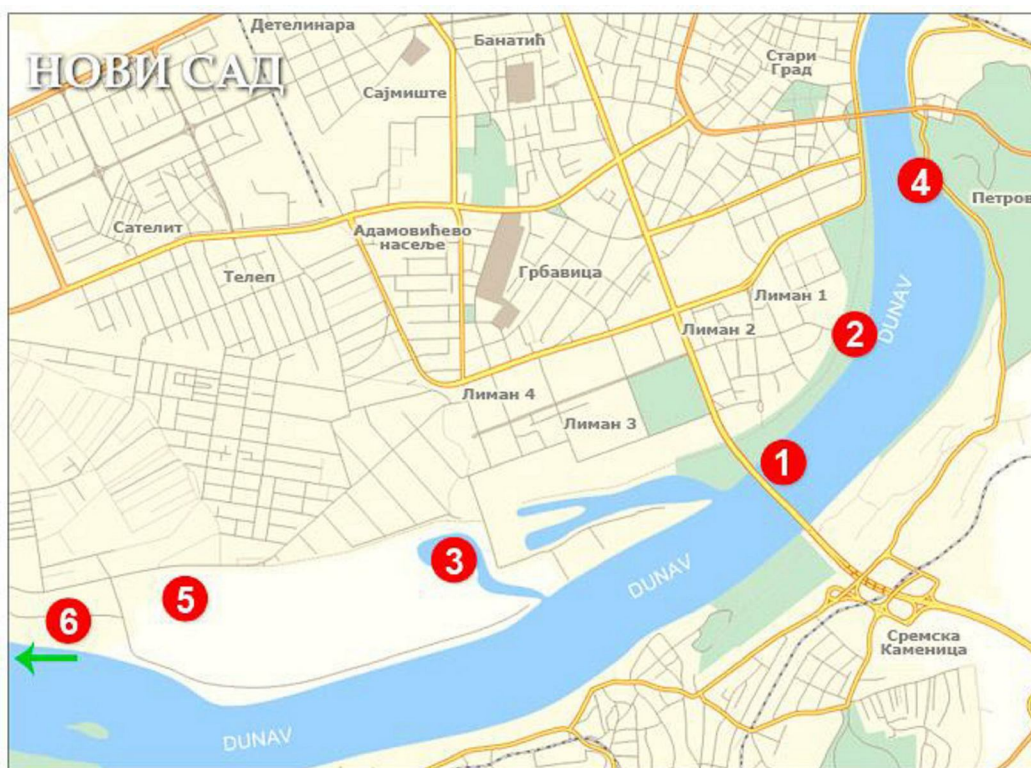 Детелинара
НОВИ САД
Банатић
Стари
Град
Сајмиште
4
Петров
Сателит
Адамовићево
насеље
Телеп
Грбавица
Лиман 1
DUNAV
2
Лиман 2
Лиман 4
Лиман 3
1
3
DUNAV
5
6
Сремска
Каменица
DUNAV